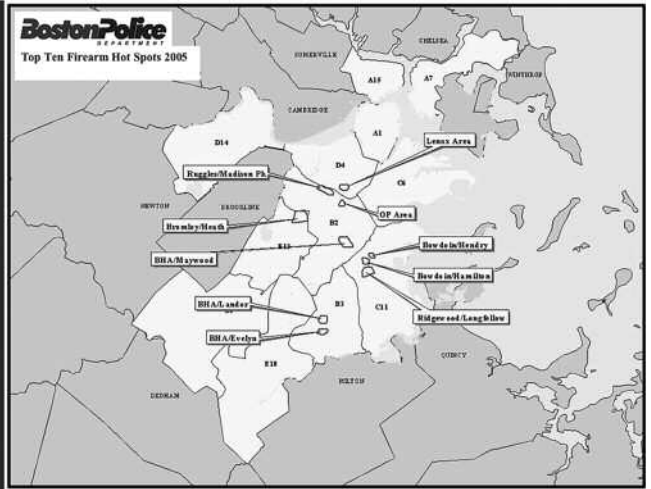 BostonPolice
DEPARTMENT
Top Ten Firearm Hot Spots 2005
CHELSEA
SOMERVILLE
WINTHROP
A15
A7
CAMBRIDGE
A1
D14
Lenox Area
D4
Ruggles/Madison Pk
C6
NEWTON
BROOKLINE
OP Area
Bromley/Heath
B2
E13
Bowdoin/Hendry
BHA/Maywood
Bowdoin/Hamilton
BHA/Landor
B3
C11
Ridgewood/Longfellow
BHA/Evelyn
QUINCY
E18
MILTON
DEDHAM